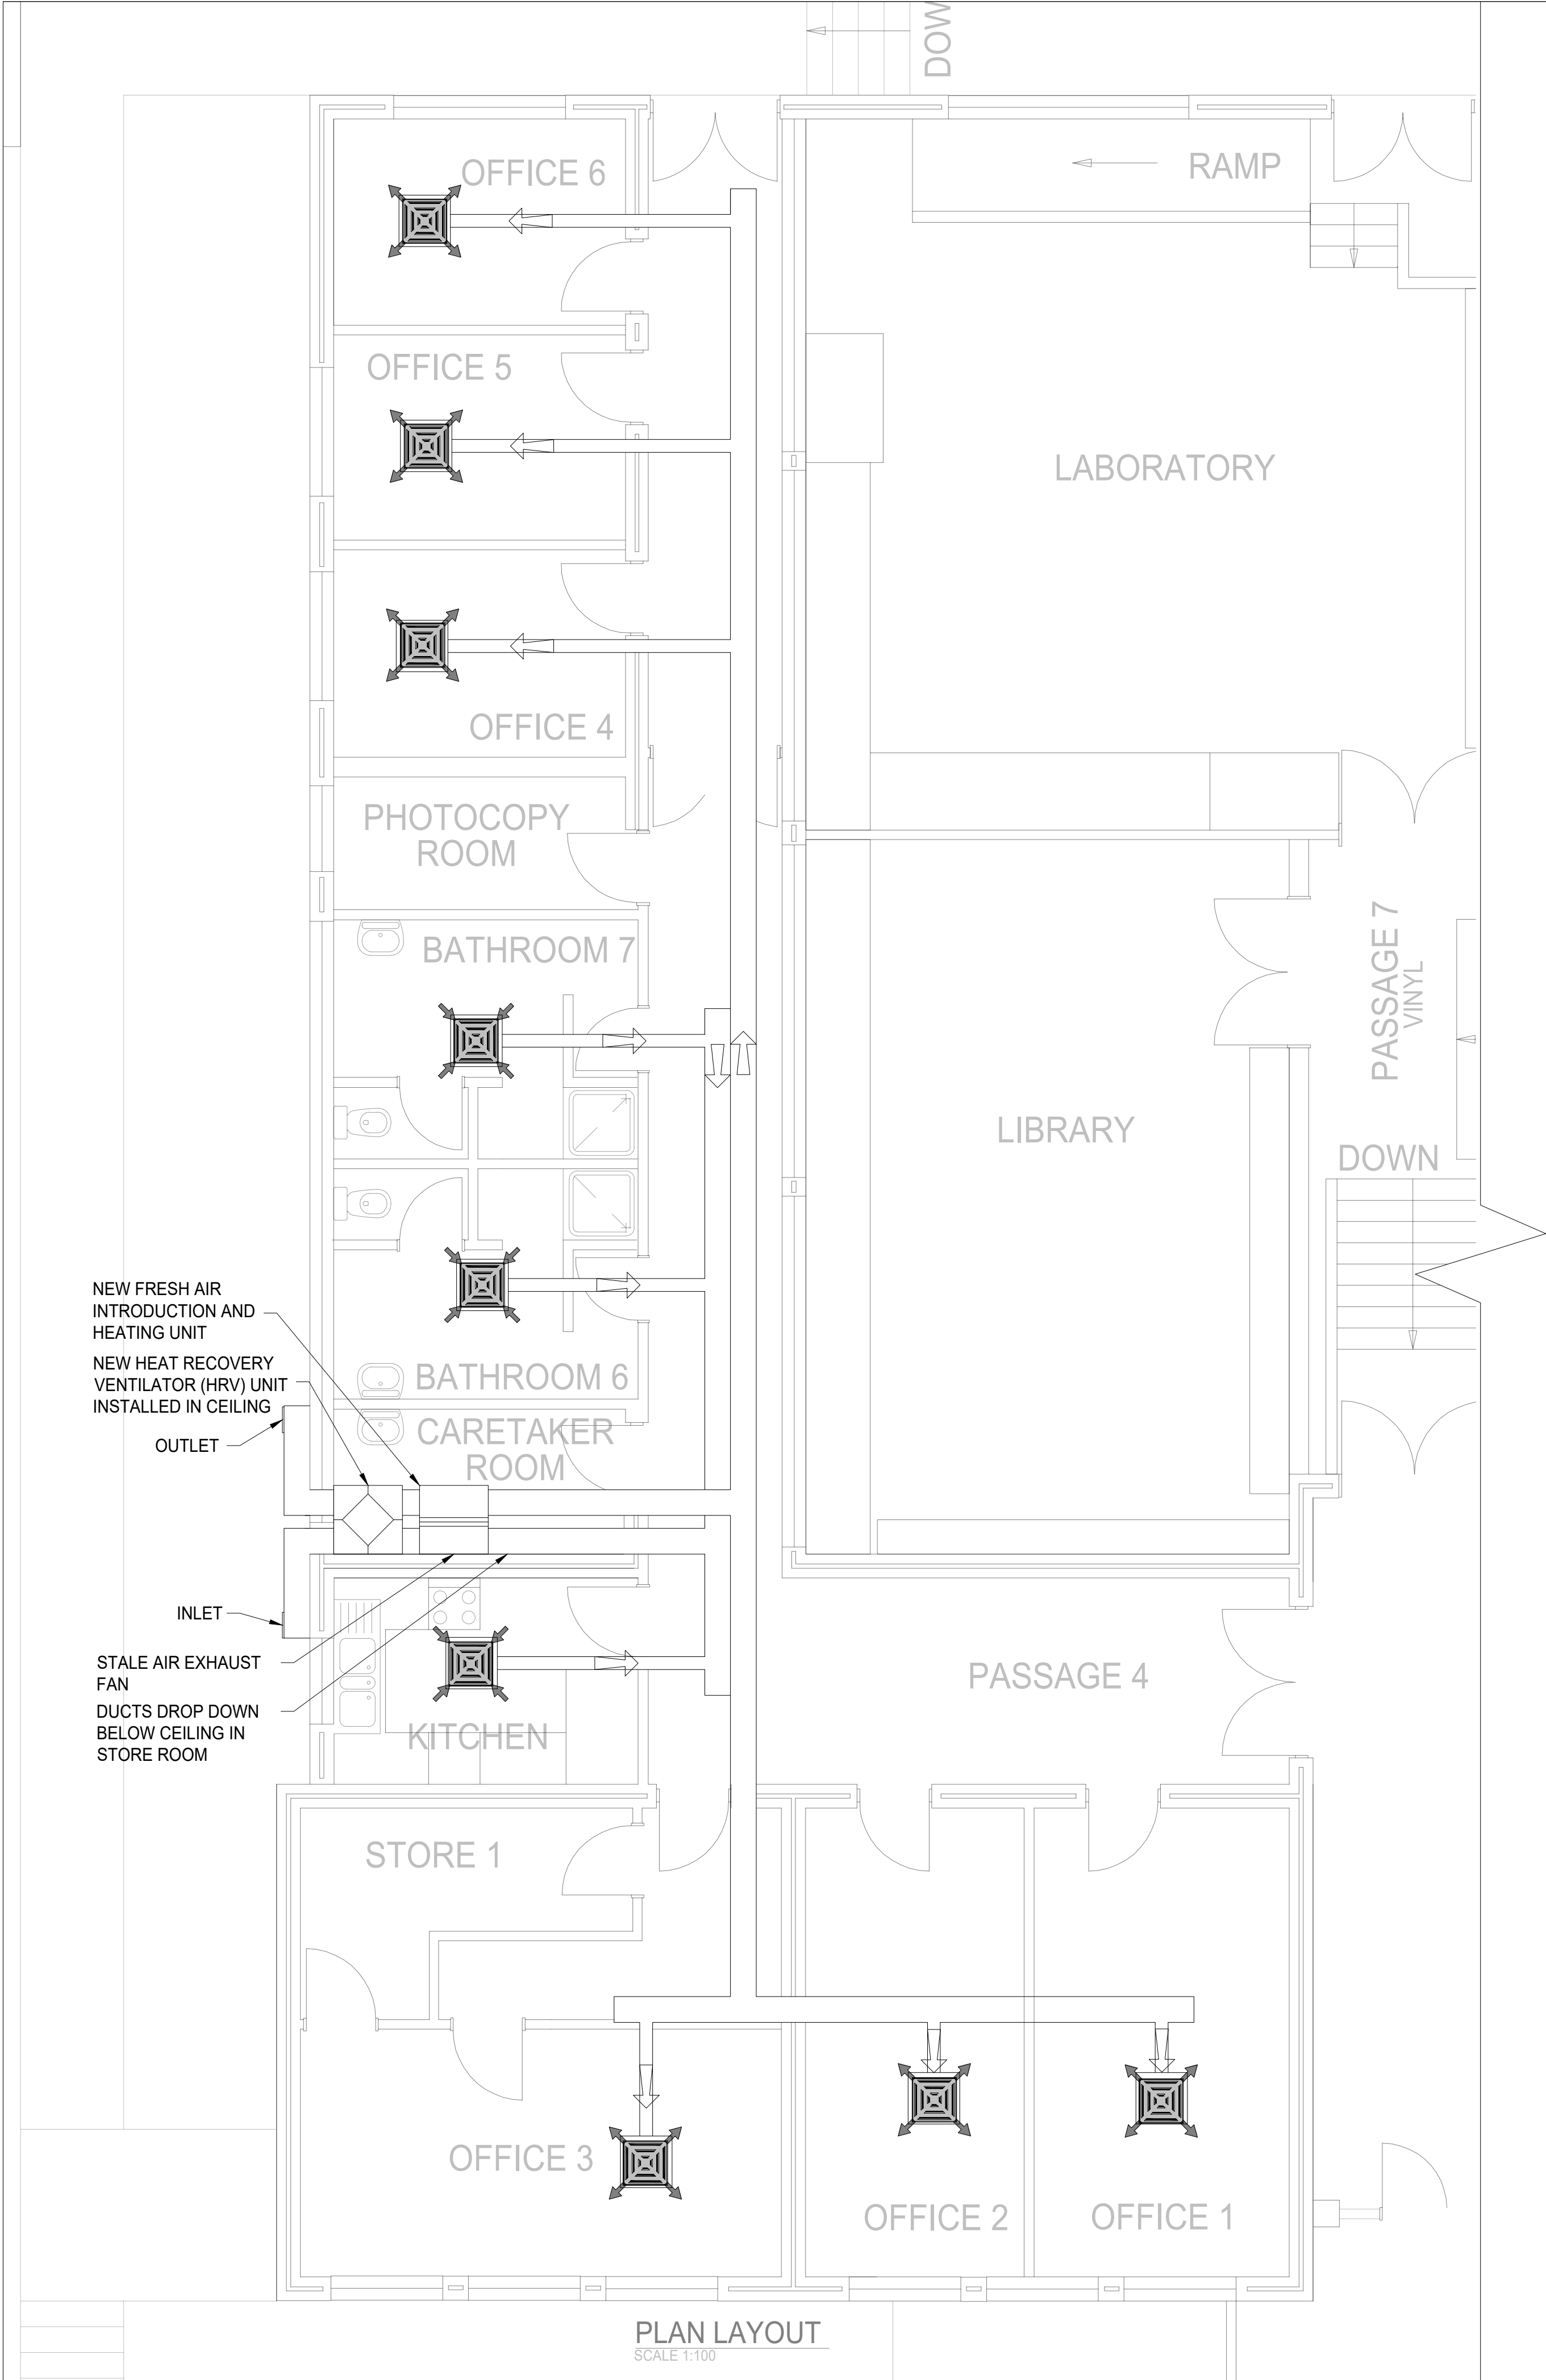 DOW
OFFICE 6
RAMP
OFFICE 5
LABORATORY
OFFICE 4
PHOTOCOPY
ROOM
BATHROOM 7
PASSAGE 7
VINYL
LIBRARY
DOWN
NEW FRESH AIR
INTRODUCTION AND
HEATING UNIT
NEW HEAT RECOVERY
VENTILATOR (HRV) UNIT
INSTALLED IN CEILING
BATHROOM 6
OUTLET
CARETAKER
ROOM
INLET
STALE AIR EXHAUST
FAN
DUCTS DROP DOWN
BELOW CEILING IN
STORE ROOM
PASSAGE 4
KITCHEN
STORE 1
OFFICE 3
OFFICE 2
OFFICE 1
PLAN LAYOUT
SCALE 1:100